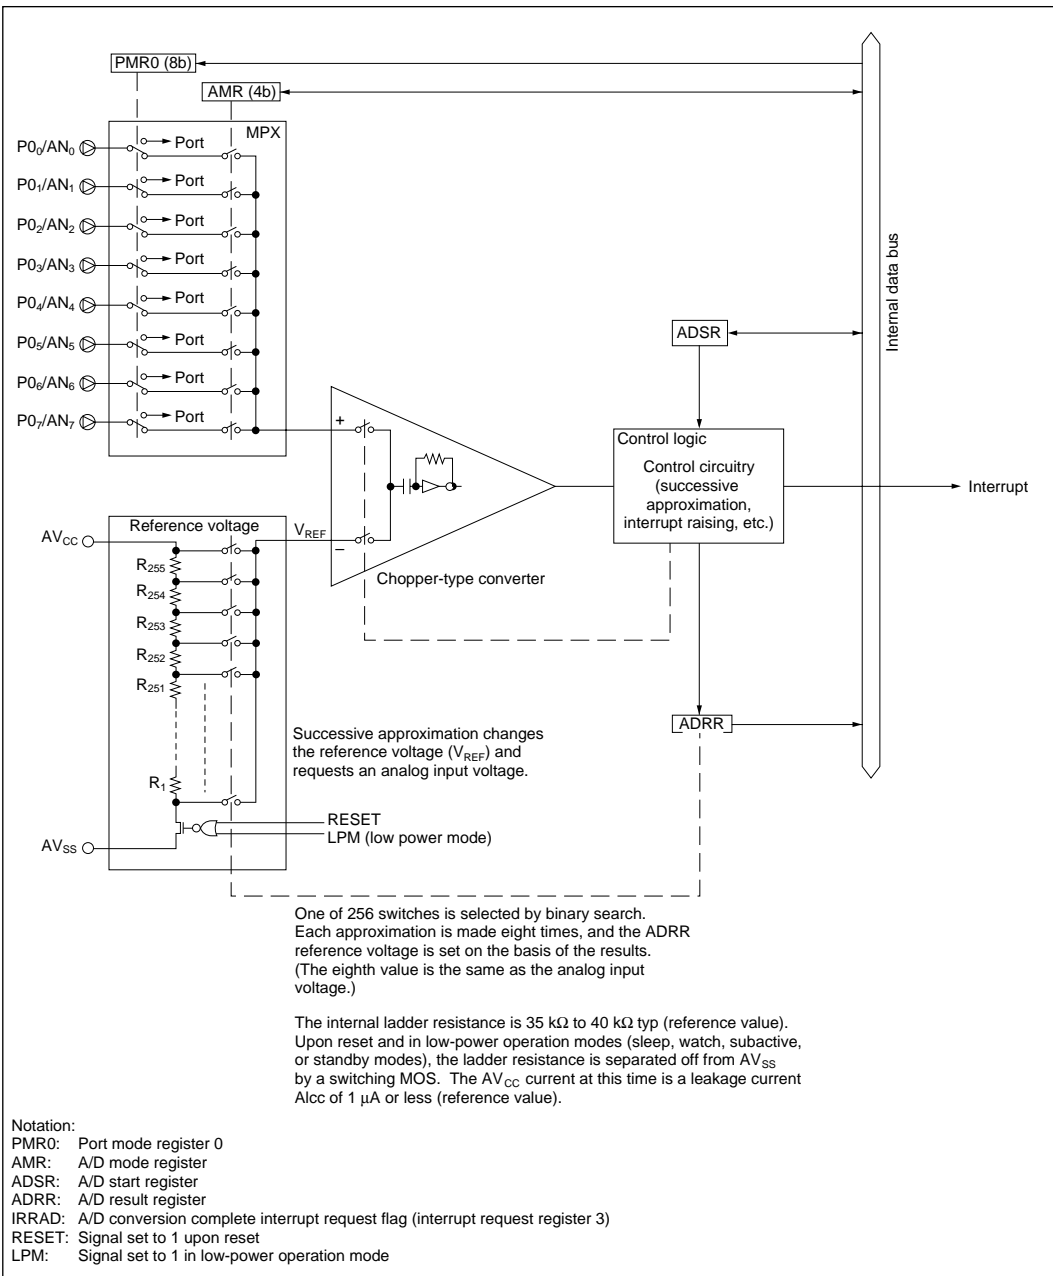 PMR0 (8b)
AMR (4b)
MPX
P0₀/AN₀ Port
P0₁/AN₁ Port
P0₂/AN₂ Port
P0₃/AN₃ Port
P0₄/AN₄ Port
P0₅/AN₅ Port
P0₆/AN₆ Port
P0₇/AN₇ Port
Internal data bus
ADSR
+
Control logic
Control circuitry
(successive
approximation,
interrupt raising, etc.)
Interrupt
Reference voltage
V_REF
–
AV_CC
Chopper-type converter
R₂₅₅
R₂₅₄
R₂₅₃
R₂₅₂
R₂₅₁
R₁
ADRR
Successive approximation changes
the reference voltage (V_REF) and
requests an analog input voltage.
RESET
LPM (low power mode)
AV_SS
One of 256 switches is selected by binary search.
Each approximation is made eight times, and the ADRR
reference voltage is set on the basis of the results.
(The eighth value is the same as the analog input
voltage.)
The internal ladder resistance is 35 kΩ to 40 kΩ typ (reference value).
Upon reset and in low-power operation modes (sleep, watch, subactive,
or standby modes), the ladder resistance is separated off from AV_SS
by a switching MOS. The AV_CC current at this time is a leakage current
AIcc of 1 μA or less (reference value).
Notation:
PMR0: Port mode register 0
AMR: A/D mode register
ADSR: A/D start register
ADRR: A/D result register
IRRAD: A/D conversion complete interrupt request flag (interrupt request register 3)
RESET: Signal set to 1 upon reset
LPM: Signal set to 1 in low-power operation mode